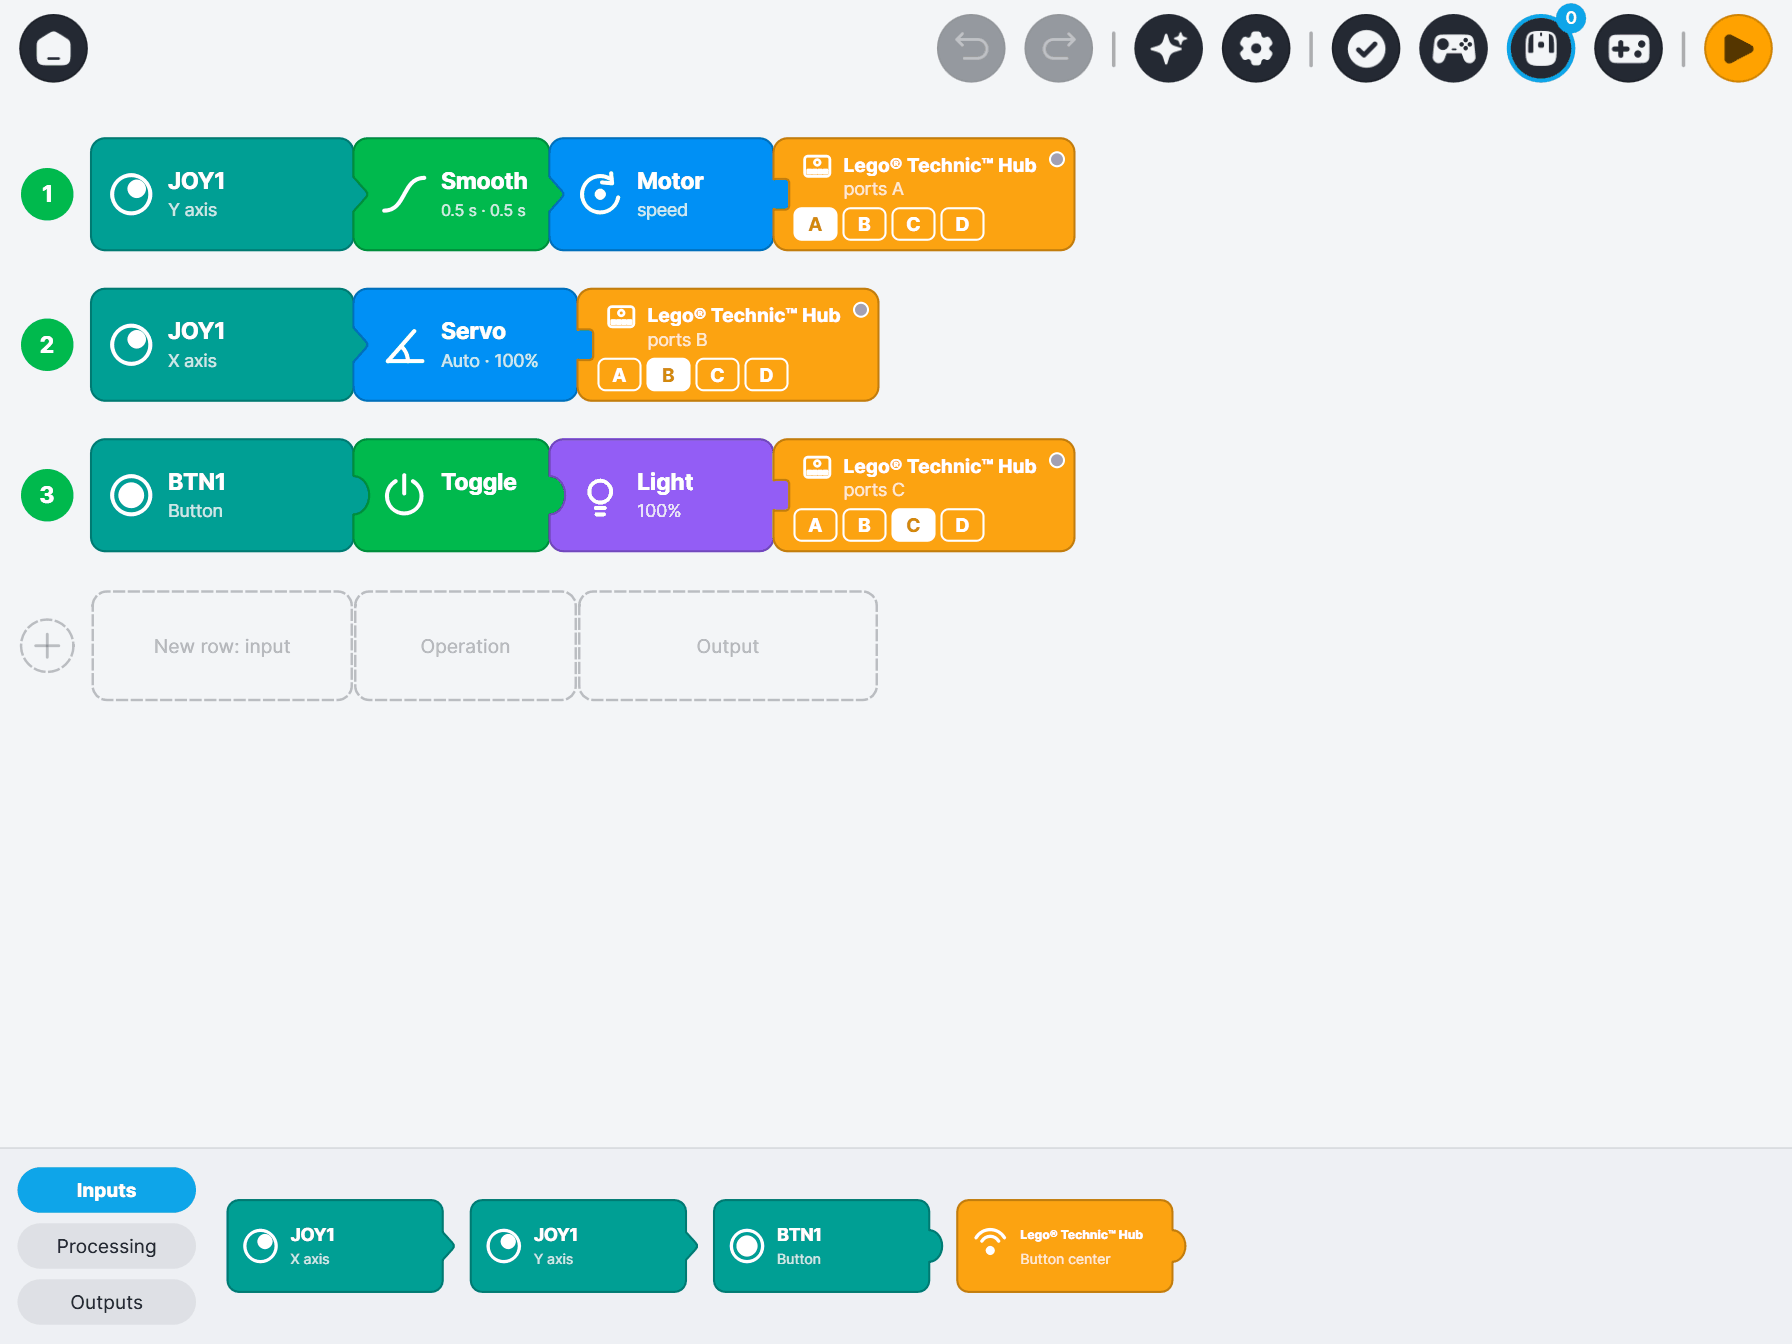 0
1
JOY1
Y axis
Smooth
0.5 s · 0.5 s
Motor
speed
Lego® Technic™ Hub
ports A
A B C D
2
JOY1
X axis
Servo
Auto · 100%
Lego® Technic™ Hub
ports B
A B C D
3
BTN1
Button
Toggle
Light
100%
Lego® Technic™ Hub
ports C
A B C D
New row: input
Operation
Output
Inputs
Processing
Outputs
JOY1
X axis
JOY1
Y axis
BTN1
Button
Lego® Technic™ Hub
Button center